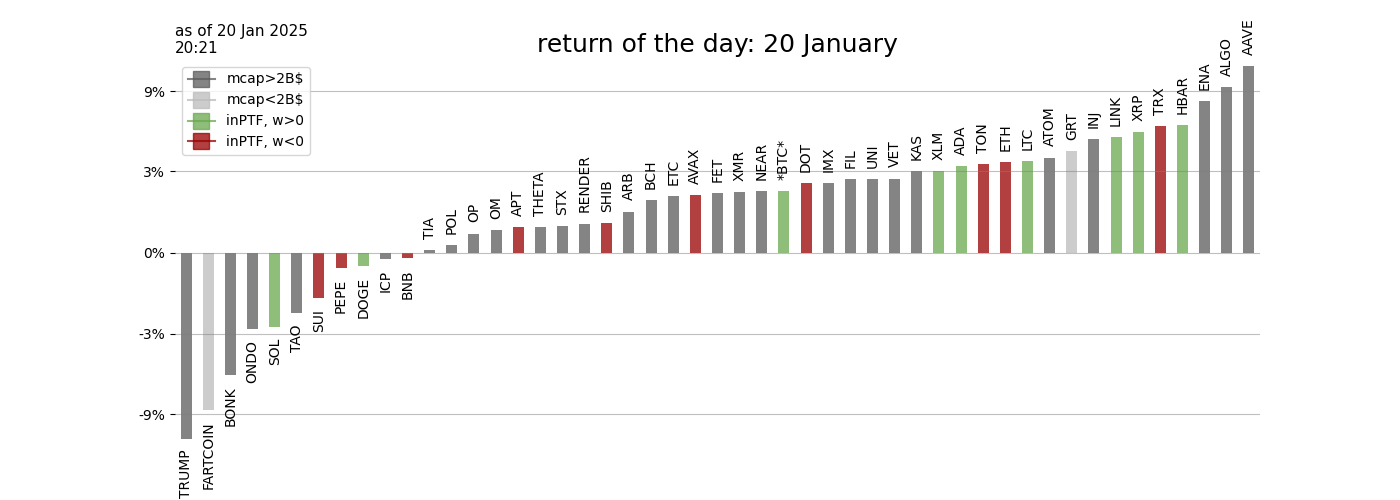 as of 20 Jan 2025
20:21
return of the day: 20 January
mcap>2B$
mcap<2B$
inPTF, w>0
inPTF, w<0
9%
3%
0%
-3%
-9%
TRUMP
FARTCOIN
BONK
ONDO
SOL
TAO
SUI
PEPE
DOGE
ICP
BNB
TIA
POL
OP
OM
APT
THETA
STX
RENDER
SHIB
ARB
BCH
ETC
AVAX
FET
XMR
NEAR
*BTC*
DOT
IMX
FIL
UNI
VET
KAS
XLM
ADA
TON
ETH
LTC
ATOM
GRT
INJ
LINK
XRP
TRX
HBAR
ENA
ALGO
AAVE